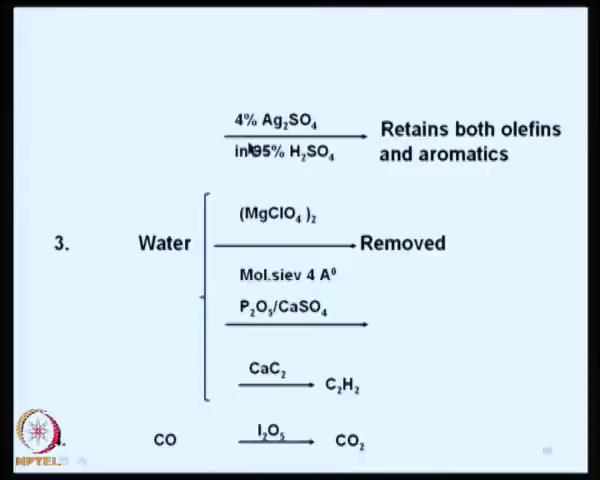 4% Ag₂SO₄
in 95% H₂SO₄
Retains both olefins
and aromatics
3. Water
(MgClO₄ )₂
Removed
Mol.siev 4 A⁰
P₂O₅/CaSO₄
CaC₂
C₂H₂
4. CO
I₂O₅
CO₂
NPTEL